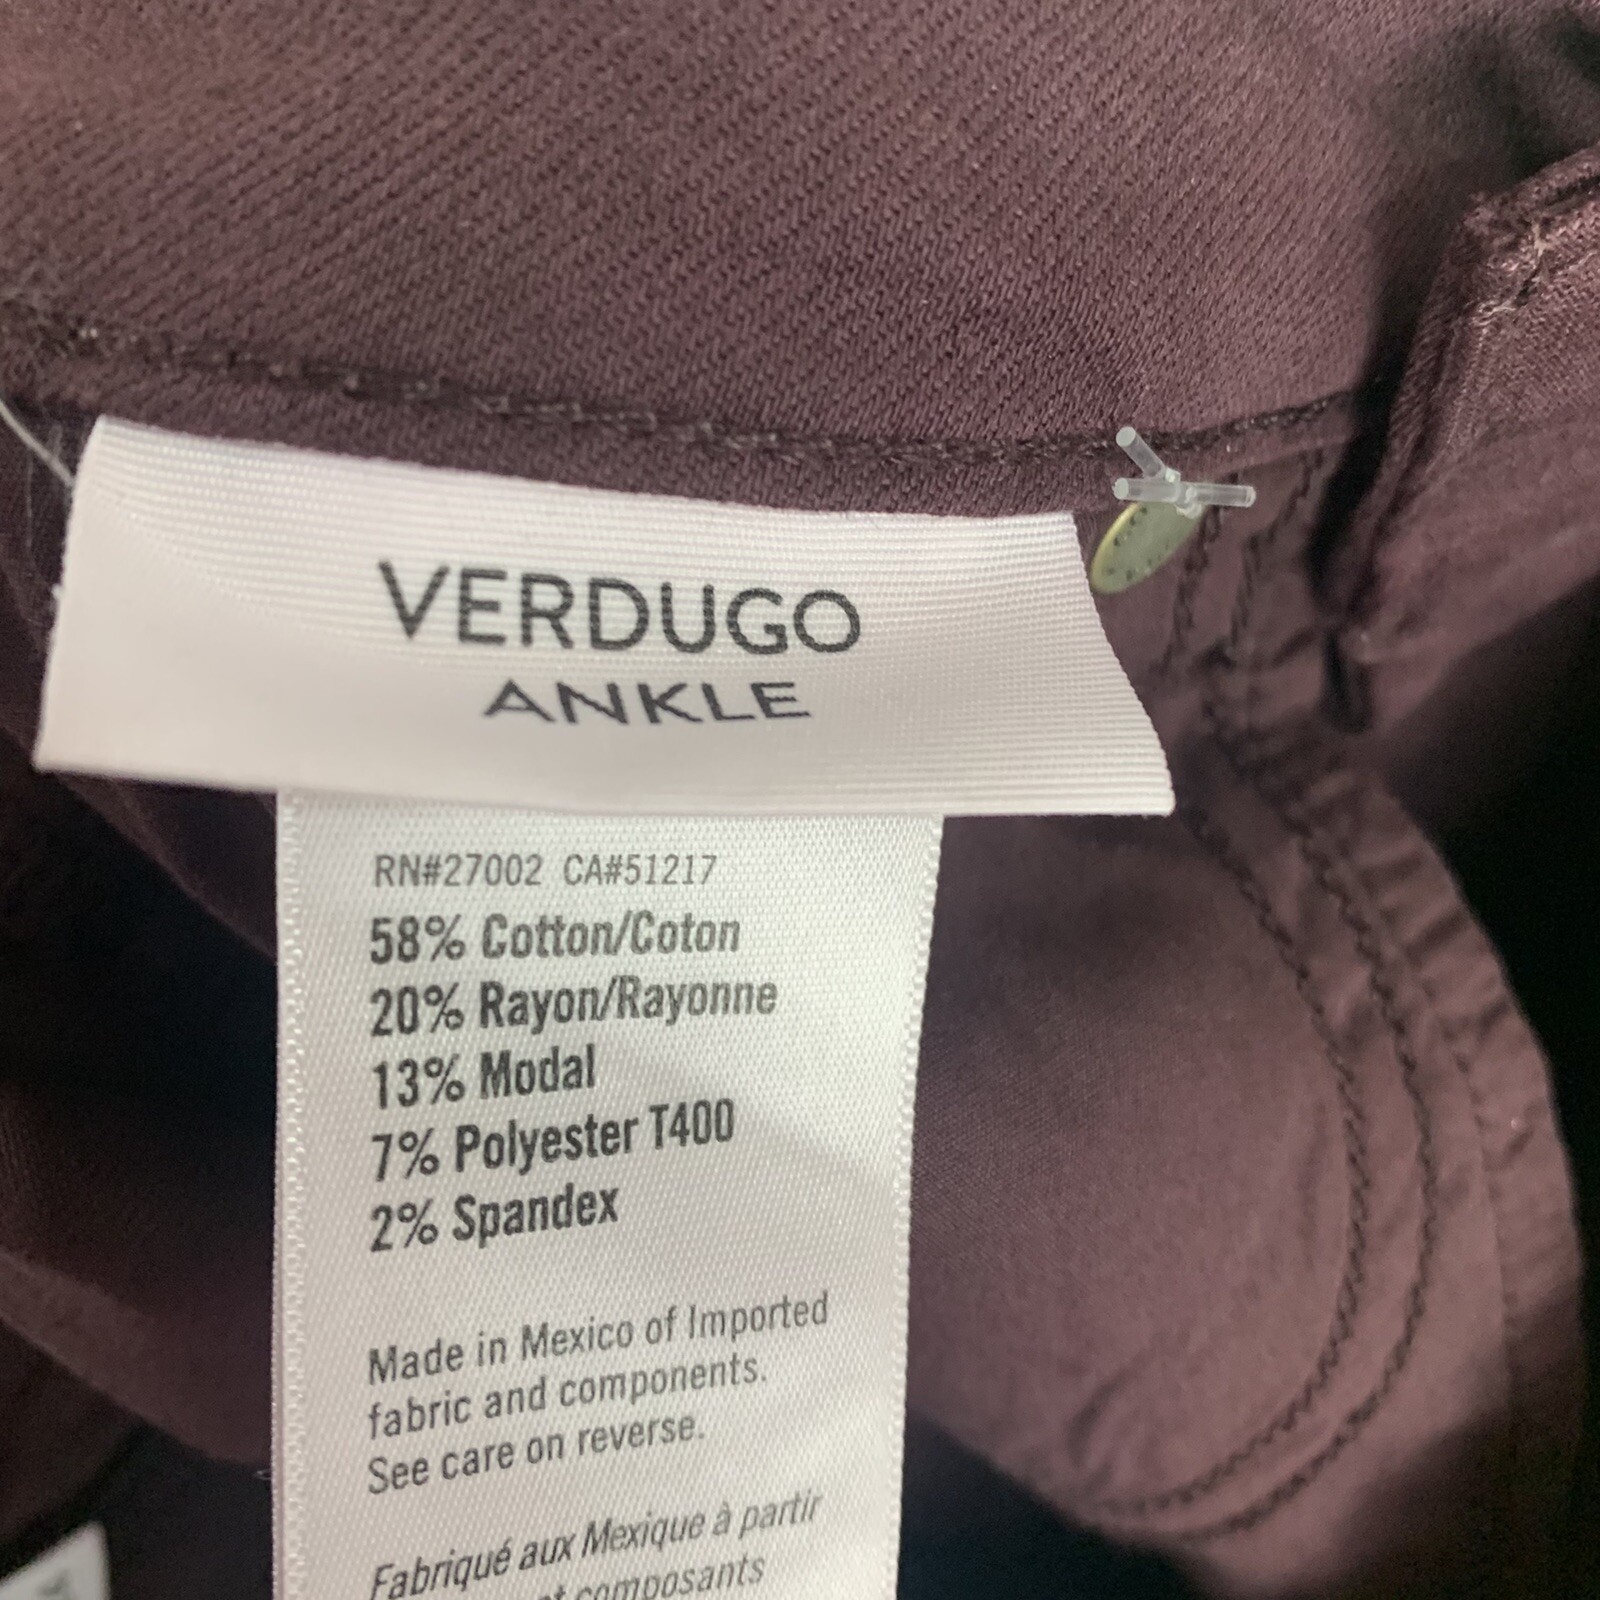 VERDUGO
ANKLE
RN#27002 CA#51217
58% Cotton/Coton
20% Rayon/Rayonne
13% Modal
7% Polyester T400
2% Spandex
Made in Mexico of Imported
fabric and components.
See care on reverse.
Fabriqué aux Mexique à partir
et composants